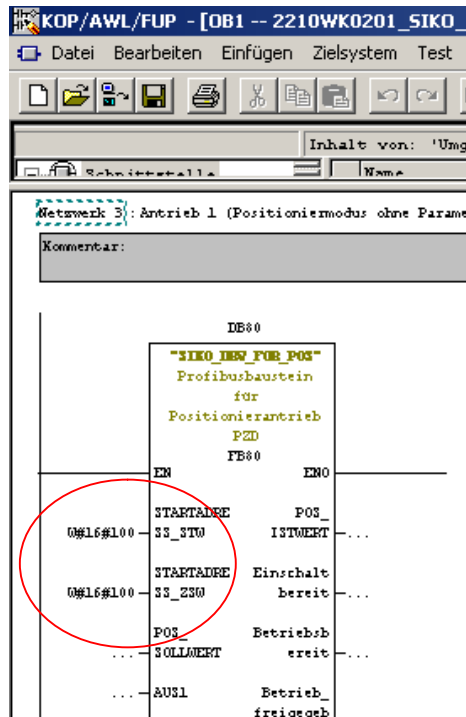 KOP/AWL/FUP - [OB1 -- 2210WK0201_SIKO_
Datei Bearbeiten Einfügen Zielsystem Test
Inhalt von: 'Umg
Schnittstelle Name
Netzwerk 3: Antrieb 1 (Positioniermodus ohne Parame
Kommentar:
DB80
"SIKO_DEV_FOR_POS"
Profibusbaustein
für
Positionierantrieb
PZD
FB80
EN ENO
STARTADRE POS_
W#16#100 SS_STW ISTWERT ...
STARTADRE Einschalt
W#16#100 SS_ZSW bereit ...
POS_ Betriebsb
... SOLLWERT ereit ...
... AUS1 Betrieb_
freigegeb